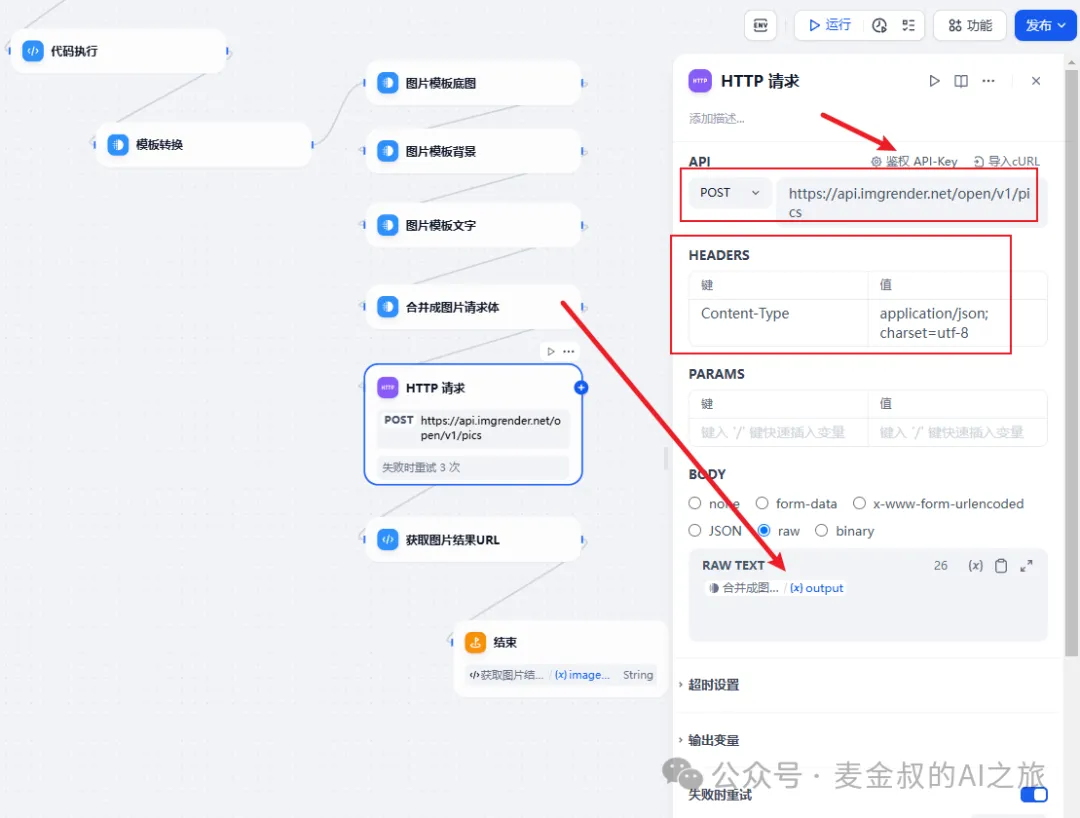 ENV
运行
功能
发布
代码执行
模板转换
图片模板底图
图片模板背景
图片模板文字
合并成图片请求体
HTTP
HTTP 请求
POST
https://api.imgrender.net/o
pen/v1/pics
失败时重试 3 次
获取图片结果URL
结束
获取图片结... / (x) image... String
HTTP
HTTP 请求
添加描述...
API
鉴权 API-Key
导入cURL
POST
https://api.imgrender.net/open/v1/pi
cs
HEADERS
键 值
Content-Type
application/json;
charset=utf-8
PARAMS
键 值
键入 '/' 键快速插入变量 键入 '/' 键快速插入变量
BODY
none form-data x-www-form-urlencoded
JSON raw binary
RAW TEXT 26 (x)
合并成图... / (x) output
超时设置
输出变量
公众号 · 麦金叔的AI之旅
失败时重试